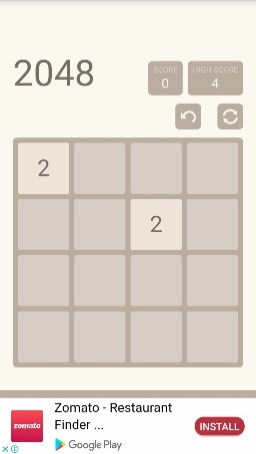 2048
SCORE
0
HIGH SCORE
4
2
2
Zomato - Restaurant
Finder ...
zomato
Google Play
INSTALL